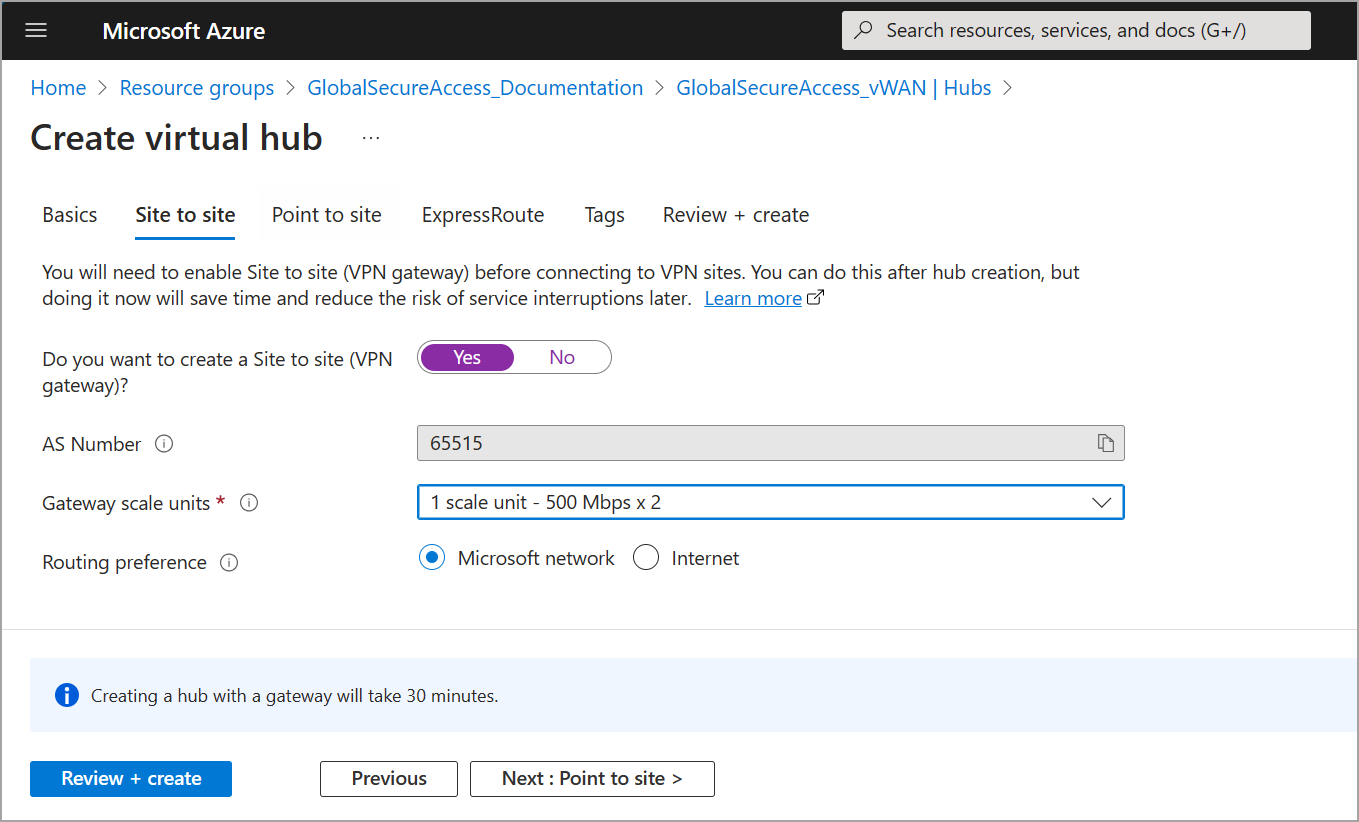 Microsoft Azure
Search resources, services, and docs (G+/)
Home > Resource groups > GlobalSecureAccess_Documentation > GlobalSecureAccess_vWAN | Hubs >
Create virtual hub ...
Basics Site to site Point to site ExpressRoute Tags Review + create
You will need to enable Site to site (VPN gateway) before connecting to VPN sites. You can do this after hub creation, but
doing it now will save time and reduce the risk of service interruptions later. Learn more
Do you want to create a Site to site (VPN
gateway)?
Yes No
AS Number
65515
Gateway scale units *
1 scale unit - 500 Mbps x 2
Routing preference
Microsoft network Internet
Creating a hub with a gateway will take 30 minutes.
Review + create Previous Next : Point to site >